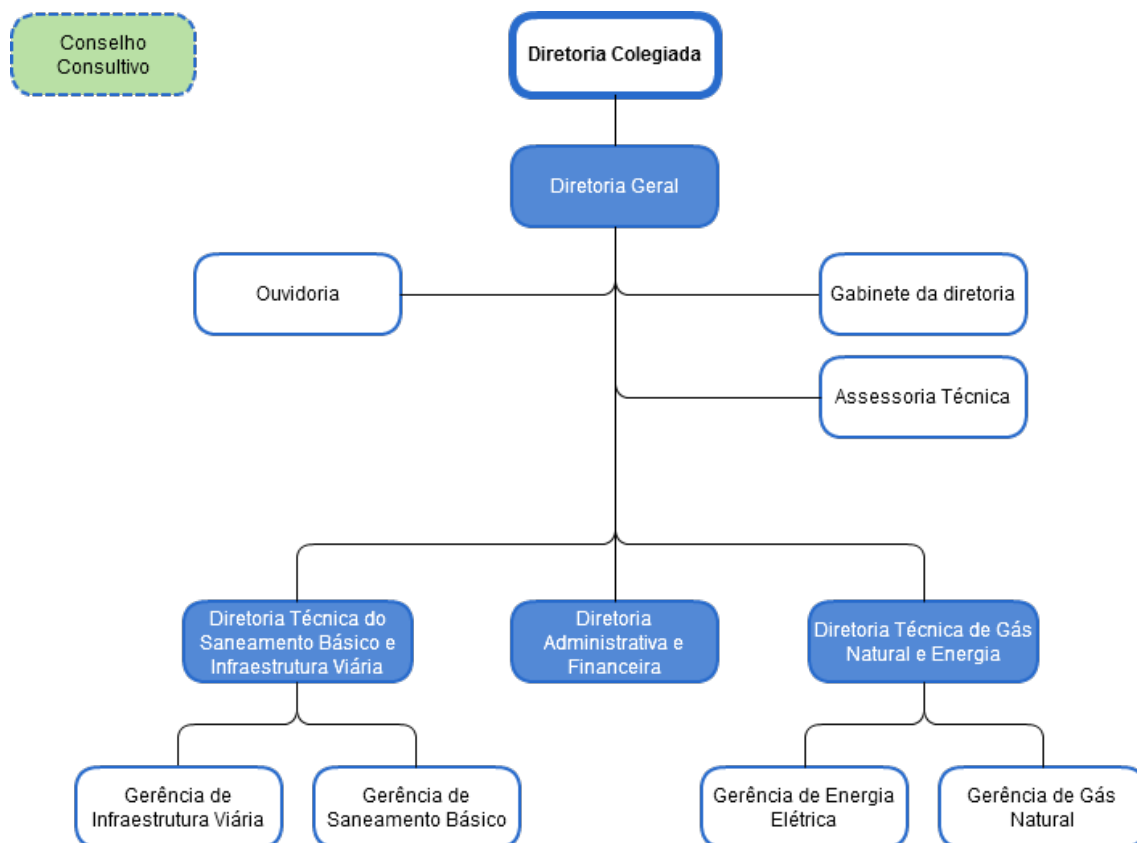 Conselho
Consultivo
Diretoria Colegiada
Diretoria Geral
Ouvidoria
Gabinete da diretoria
Assessoria Técnica
Diretoria Técnica do
Saneamento Básico e
Infraestrutura Viária
Diretoria
Administrativa e
Financeira
Diretoria Técnica de Gás
Natural e Energia
Gerência de
Infraestrutura Viária
Gerência de
Saneamento Básico
Gerência de Energia
Elétrica
Gerência de Gás
Natural